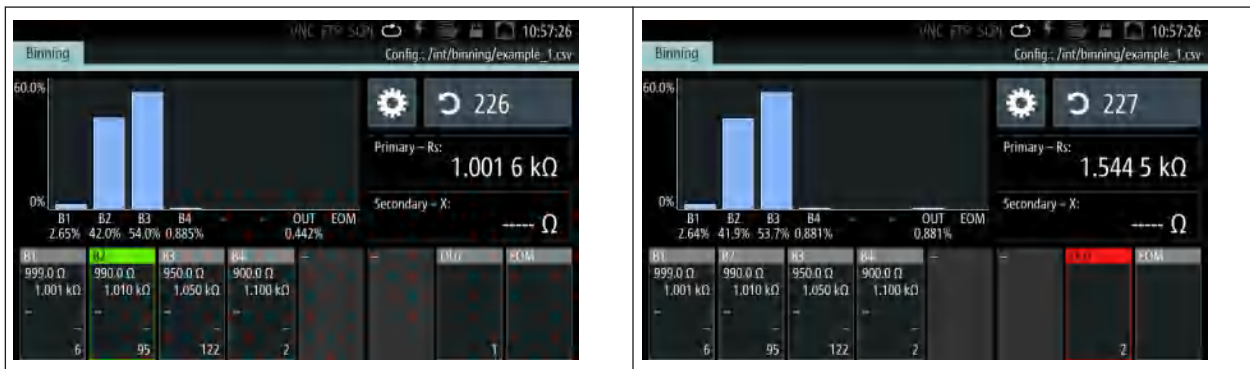 VNC FTP SCPI 10:57:26
Binning Config.: /int/binning/example_1.csv
60.0%
226
Primary – Rs:
1.001 6 kΩ
Secondary – X:
----- Ω
0%
B1 B2 B3 B4 - - OUT EOM
2.65% 42.0% 54.0% 0.885% 0.442%
B1 B2 B3 B4 - - OUT EOM
999.0 Ω 990.0 Ω 950.0 Ω 900.0 Ω
1.001 kΩ 1.010 kΩ 1.050 kΩ 1.100 kΩ
-- -- -- --
-- -- -- --
6 95 122 2 1
VNC FTP SCPI 10:57:26
Binning Config.: /int/binning/example_1.csv
60.0%
227
Primary – Rs:
1.544 5 kΩ
Secondary – X:
----- Ω
0%
B1 B2 B3 B4 - - OUT EOM
2.64% 41.9% 53.7% 0.881% 0.881%
B1 B2 B3 B4 - - OUT EOM
999.0 Ω 990.0 Ω 950.0 Ω 900.0 Ω
1.001 kΩ 1.010 kΩ 1.050 kΩ 1.100 kΩ
-- -- -- --
-- -- -- --
6 95 122 2 2